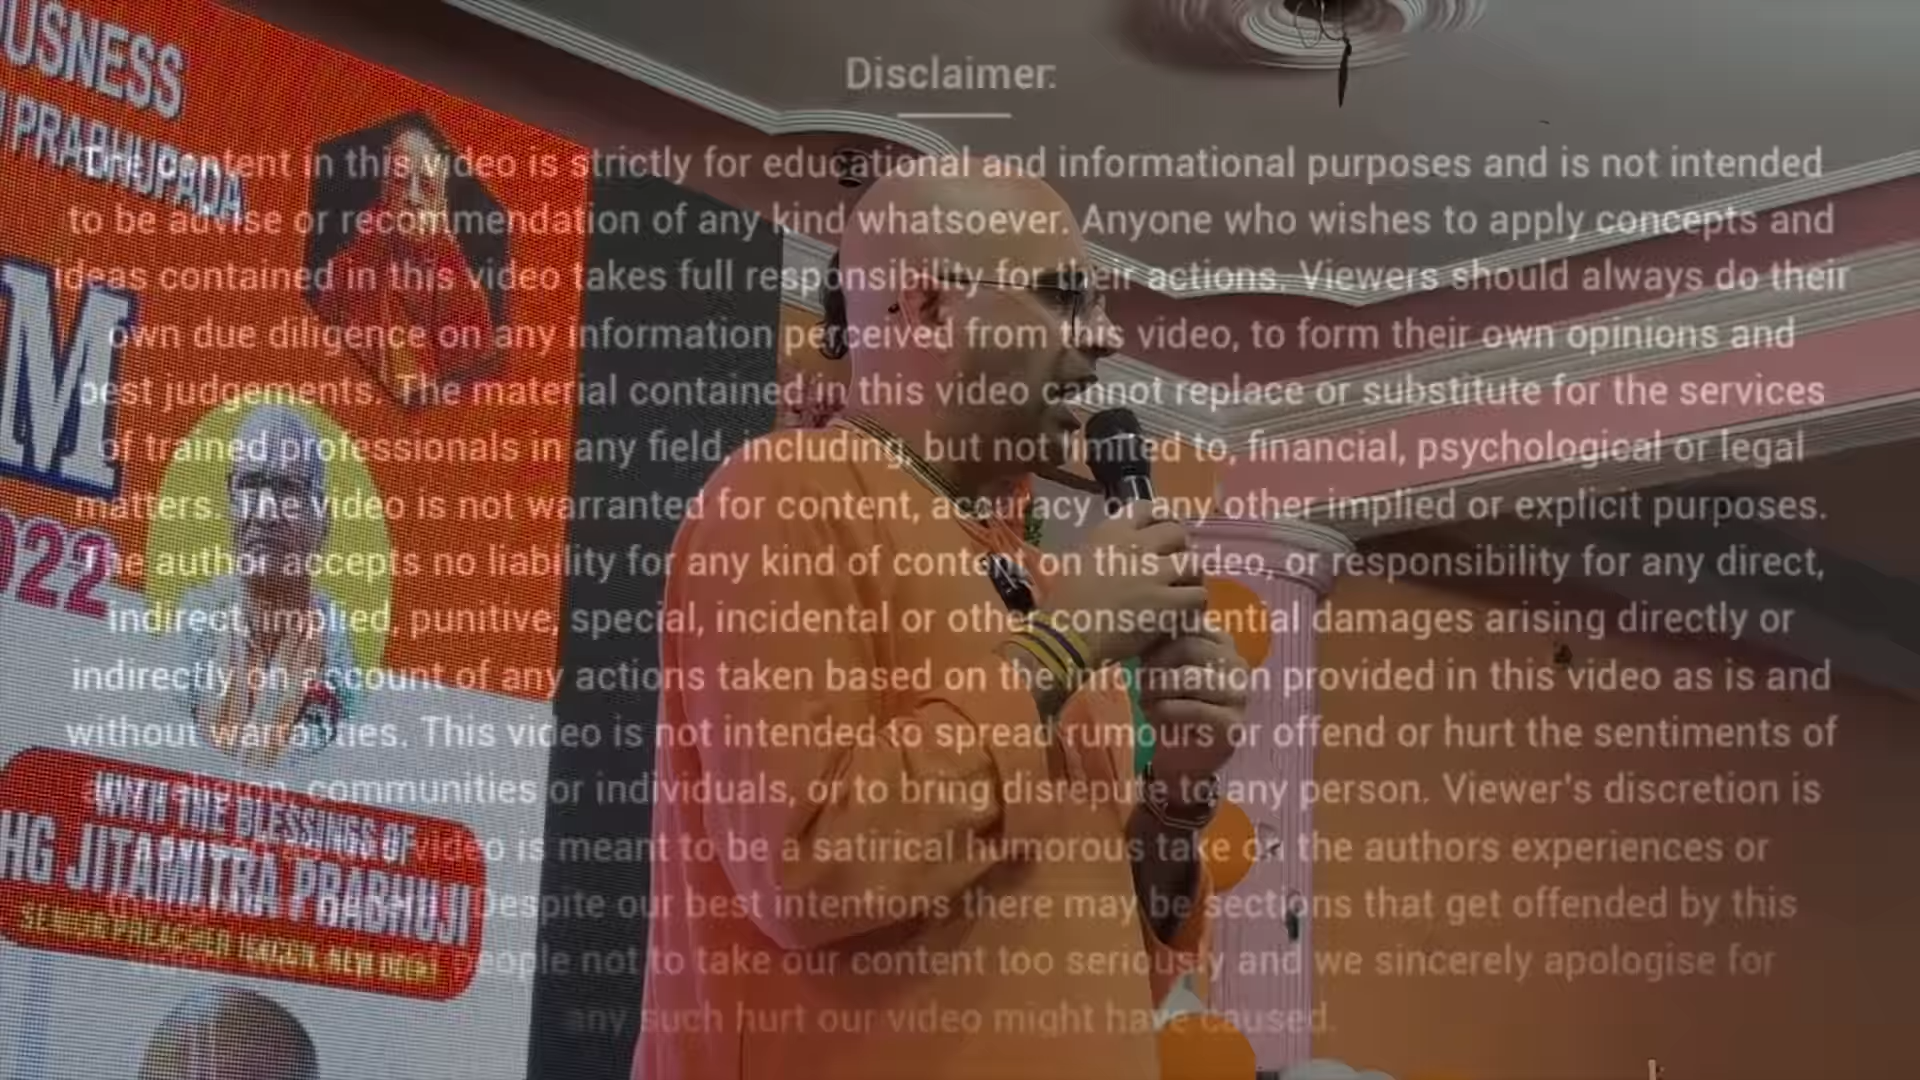 USNESS
PRABHUPADA
M
022
WITH THE BLESSINGS OF
HG JITAMITRA PRABHUJI
SENIOR PREACHER ISKCON, NEW DELHI
Disclaimer:
The content in this video is strictly for educational and informational purposes and is not intended
to be advise or recommendation of any kind whatsoever. Anyone who wishes to apply concepts and
ideas contained in this video takes full responsibility for their actions. Viewers should always do their
own due diligence on any information perceived from this video, to form their own opinions and
best judgements. The material contained in this video cannot replace or substitute for the services
of trained professionals in any field, including, but not limited to, financial, psychological or legal
matters. The video is not warranted for content, accuracy or any other implied or explicit purposes.
The author accepts no liability for any kind of content on this video, or responsibility for any direct,
indirect, implied, punitive, special, incidental or other consequential damages arising directly or
indirectly on account of any actions taken based on the information provided in this video as is and
without warranties. This video is not intended to spread rumours or offend or hurt the sentiments of
communities or individuals, or to bring disrepute to any person. Viewer's discretion is
video is meant to be a satirical humorous take on the authors experiences or
Despite our best intentions there may be sections that get offended by this
people not to take our content too seriously and we sincerely apologise for
any such hurt our video might have caused.